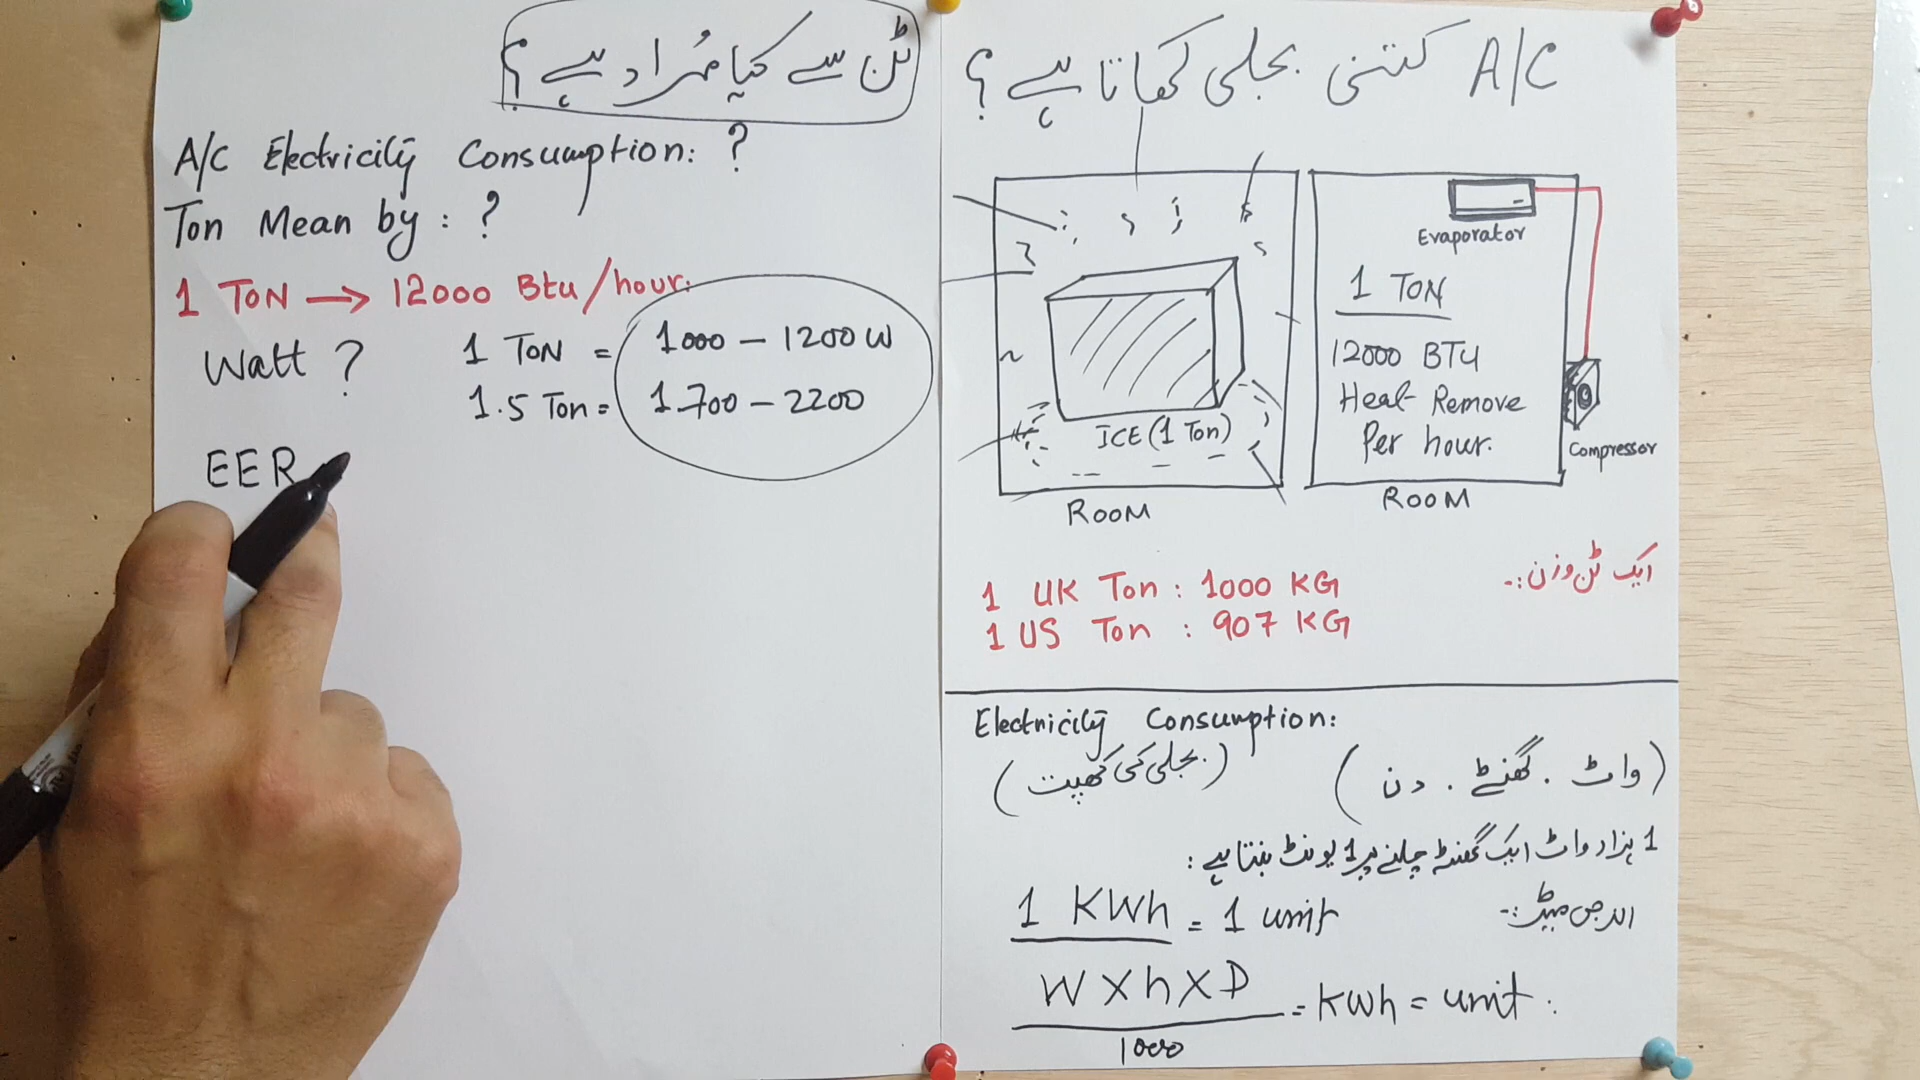 ٹن سے کیا مُراد ہے ؟
A/C Electricity Consumption: ?
Ton Mean by : ?
1 TON → 12000 Btu/hour:
Watt ?
1 TON = 1000 – 1200 W
1.5 Ton = 1700 – 2200
EER
A/C کتنی بجلی کھاتا ہے ؟
ICE (1 Ton)
ROOM
Evaporator
1 TON
12000 BTU
Heat Remove
Per hour.
Compressor
ROOM
ایک ٹن وزن :-
1 UK Ton : 1000 KG
1 US Ton : 907 KG
Electricity Consumption:
(بجلی کی کھپت)
(واٹ . گھنٹے . دن)
1 ہزار واٹ ایک گھنٹہ چلنے پر 1 یونٹ بنتا ہے :
1 KWh = 1 unit
W X h X D
= KWh = unit .
1000